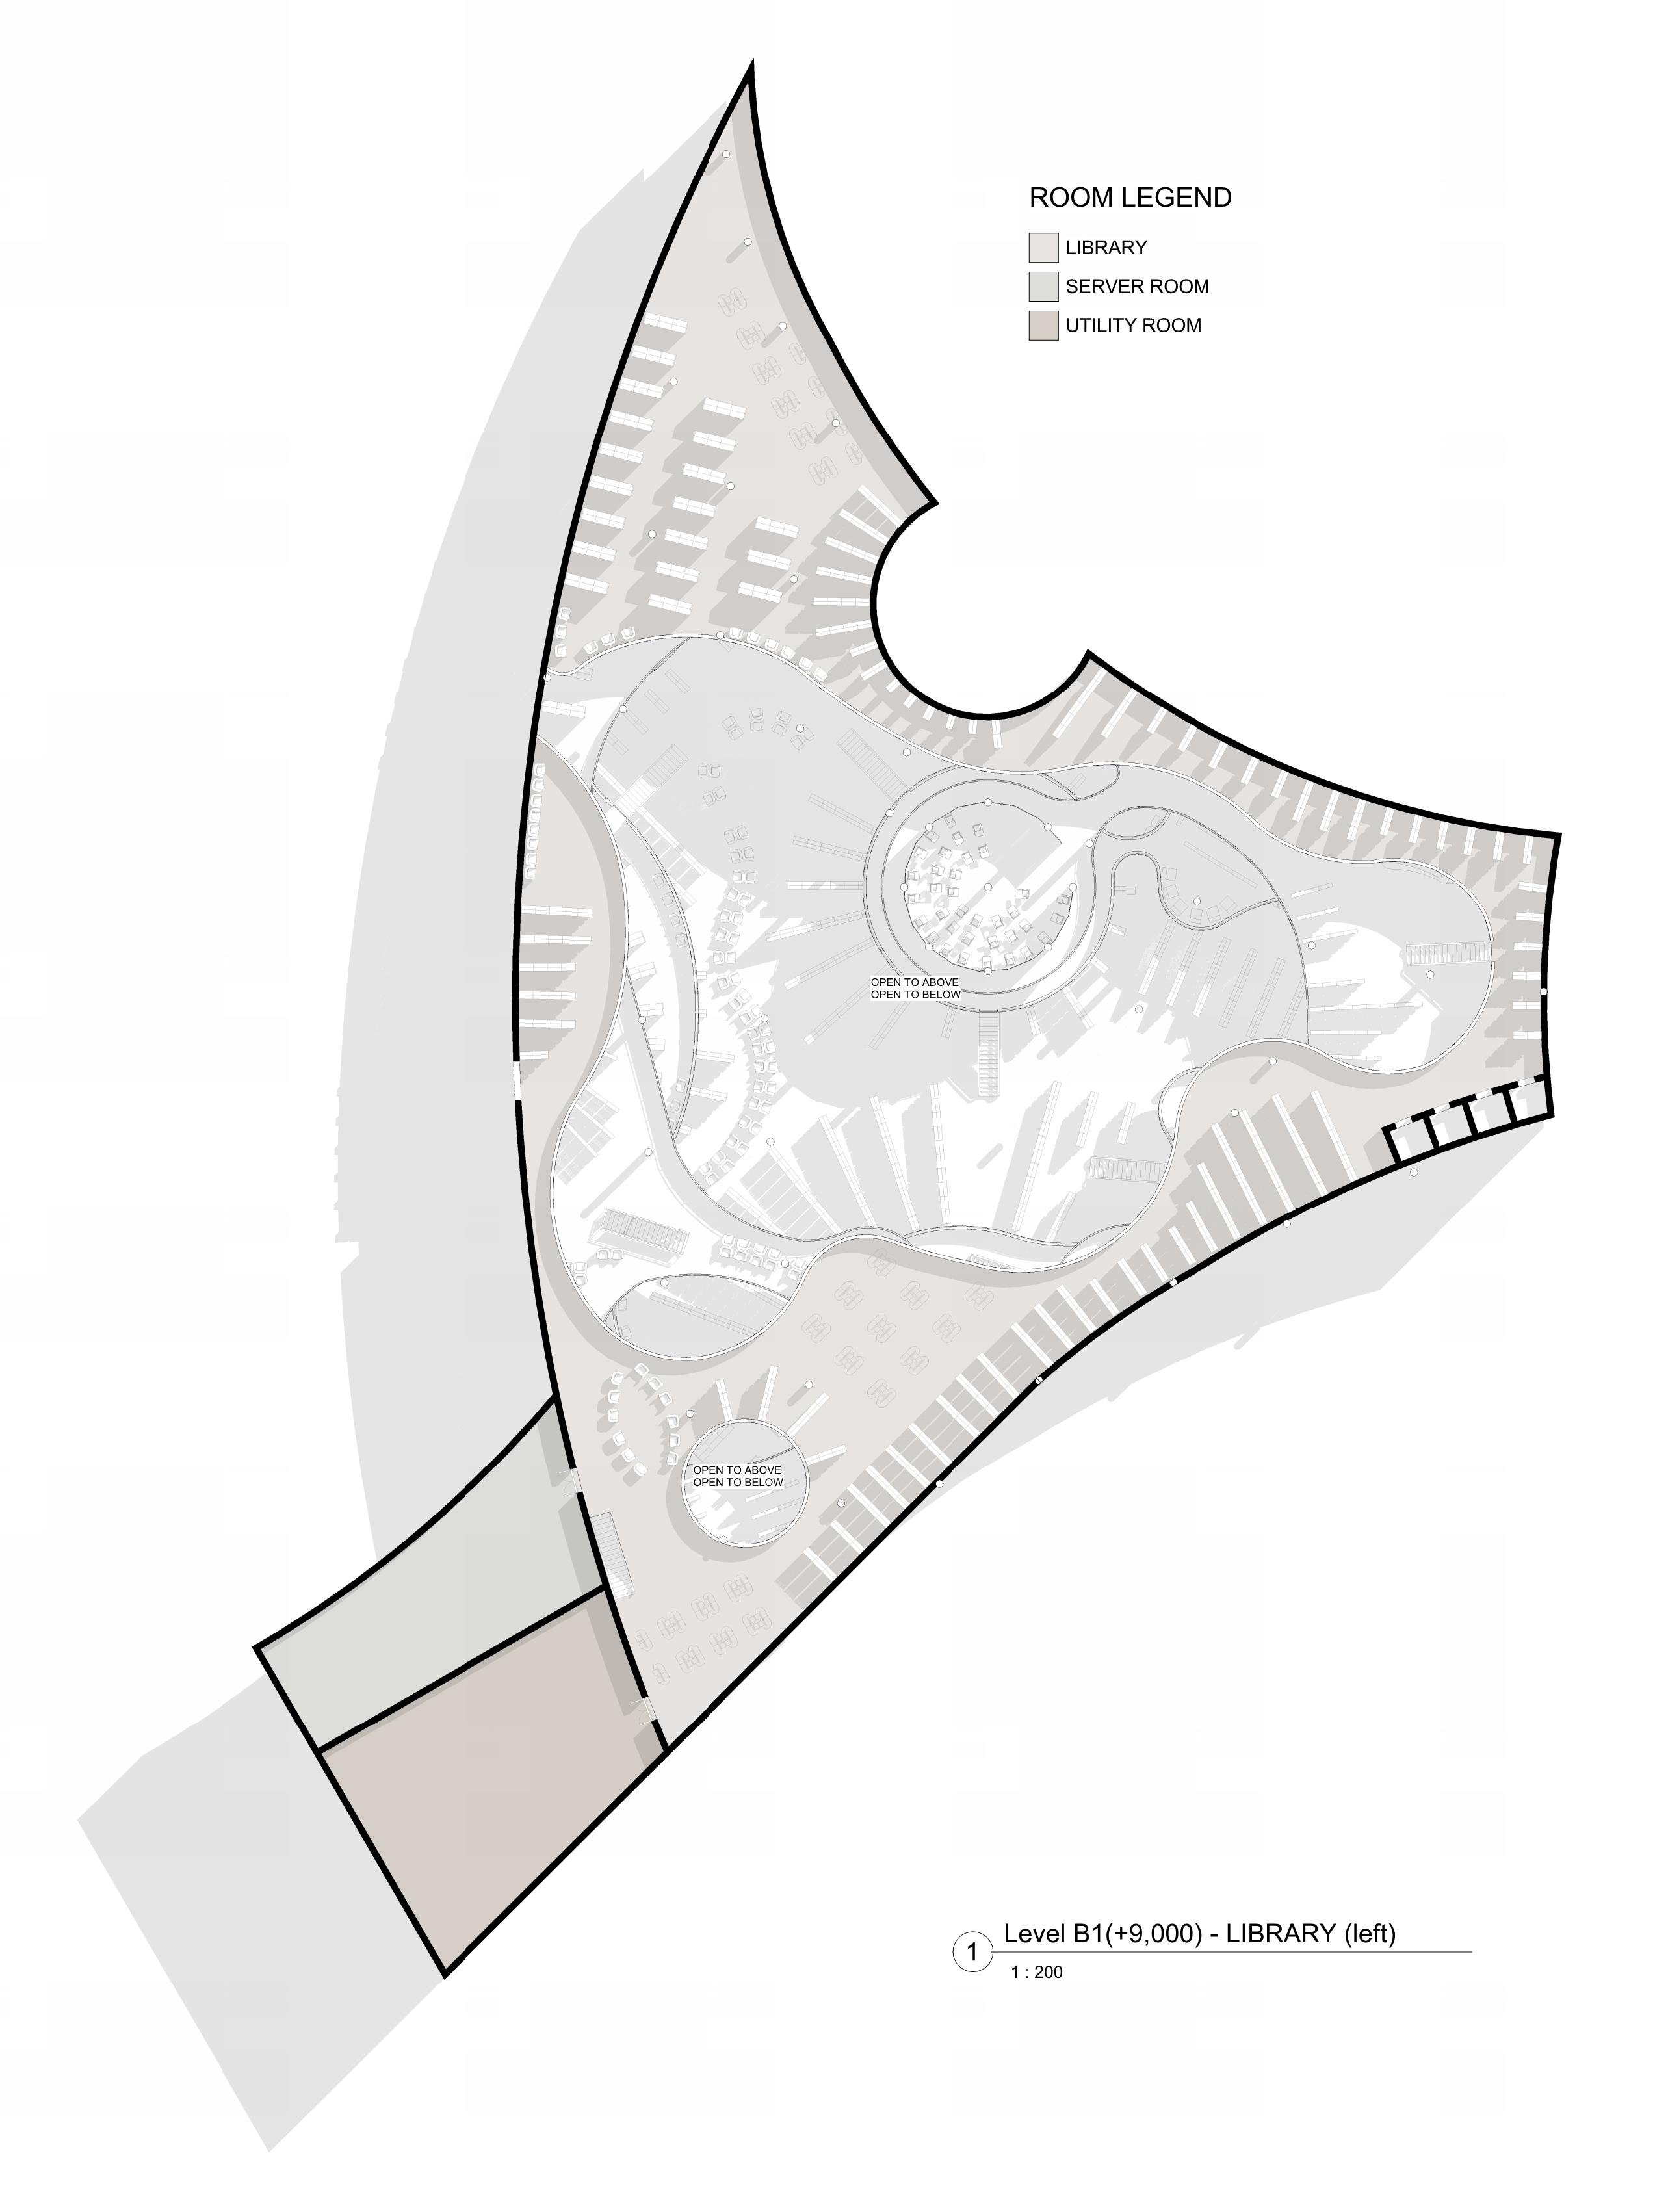 ROOM LEGEND
LIBRARY
SERVER ROOM
UTILITY ROOM
OPEN TO ABOVE
OPEN TO BELOW
OPEN TO ABOVE
OPEN TO BELOW
1
Level B1(+9,000) - LIBRARY (left)
1 : 200